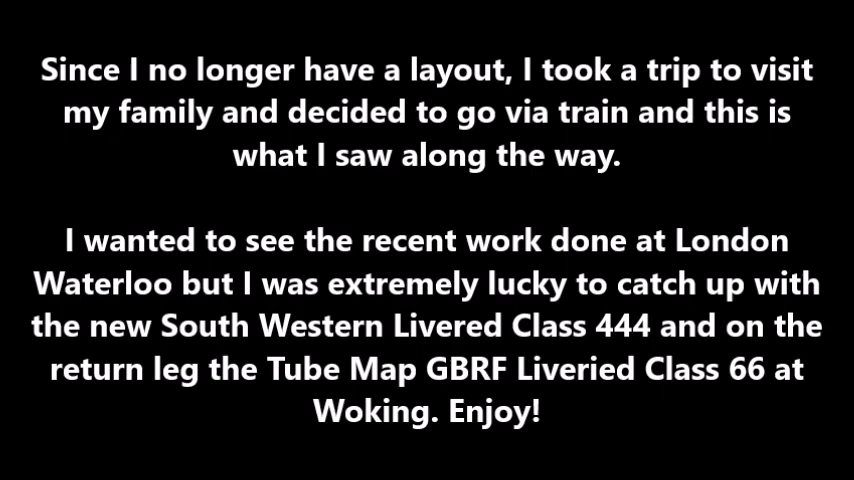 Since I no longer have a layout, I took a trip to visit
my family and decided to go via train and this is
what I saw along the way.
I wanted to see the recent work done at London
Waterloo but I was extremely lucky to catch up with
the new South Western Livered Class 444 and on the
return leg the Tube Map GBRF Liveried Class 66 at
Woking. Enjoy!